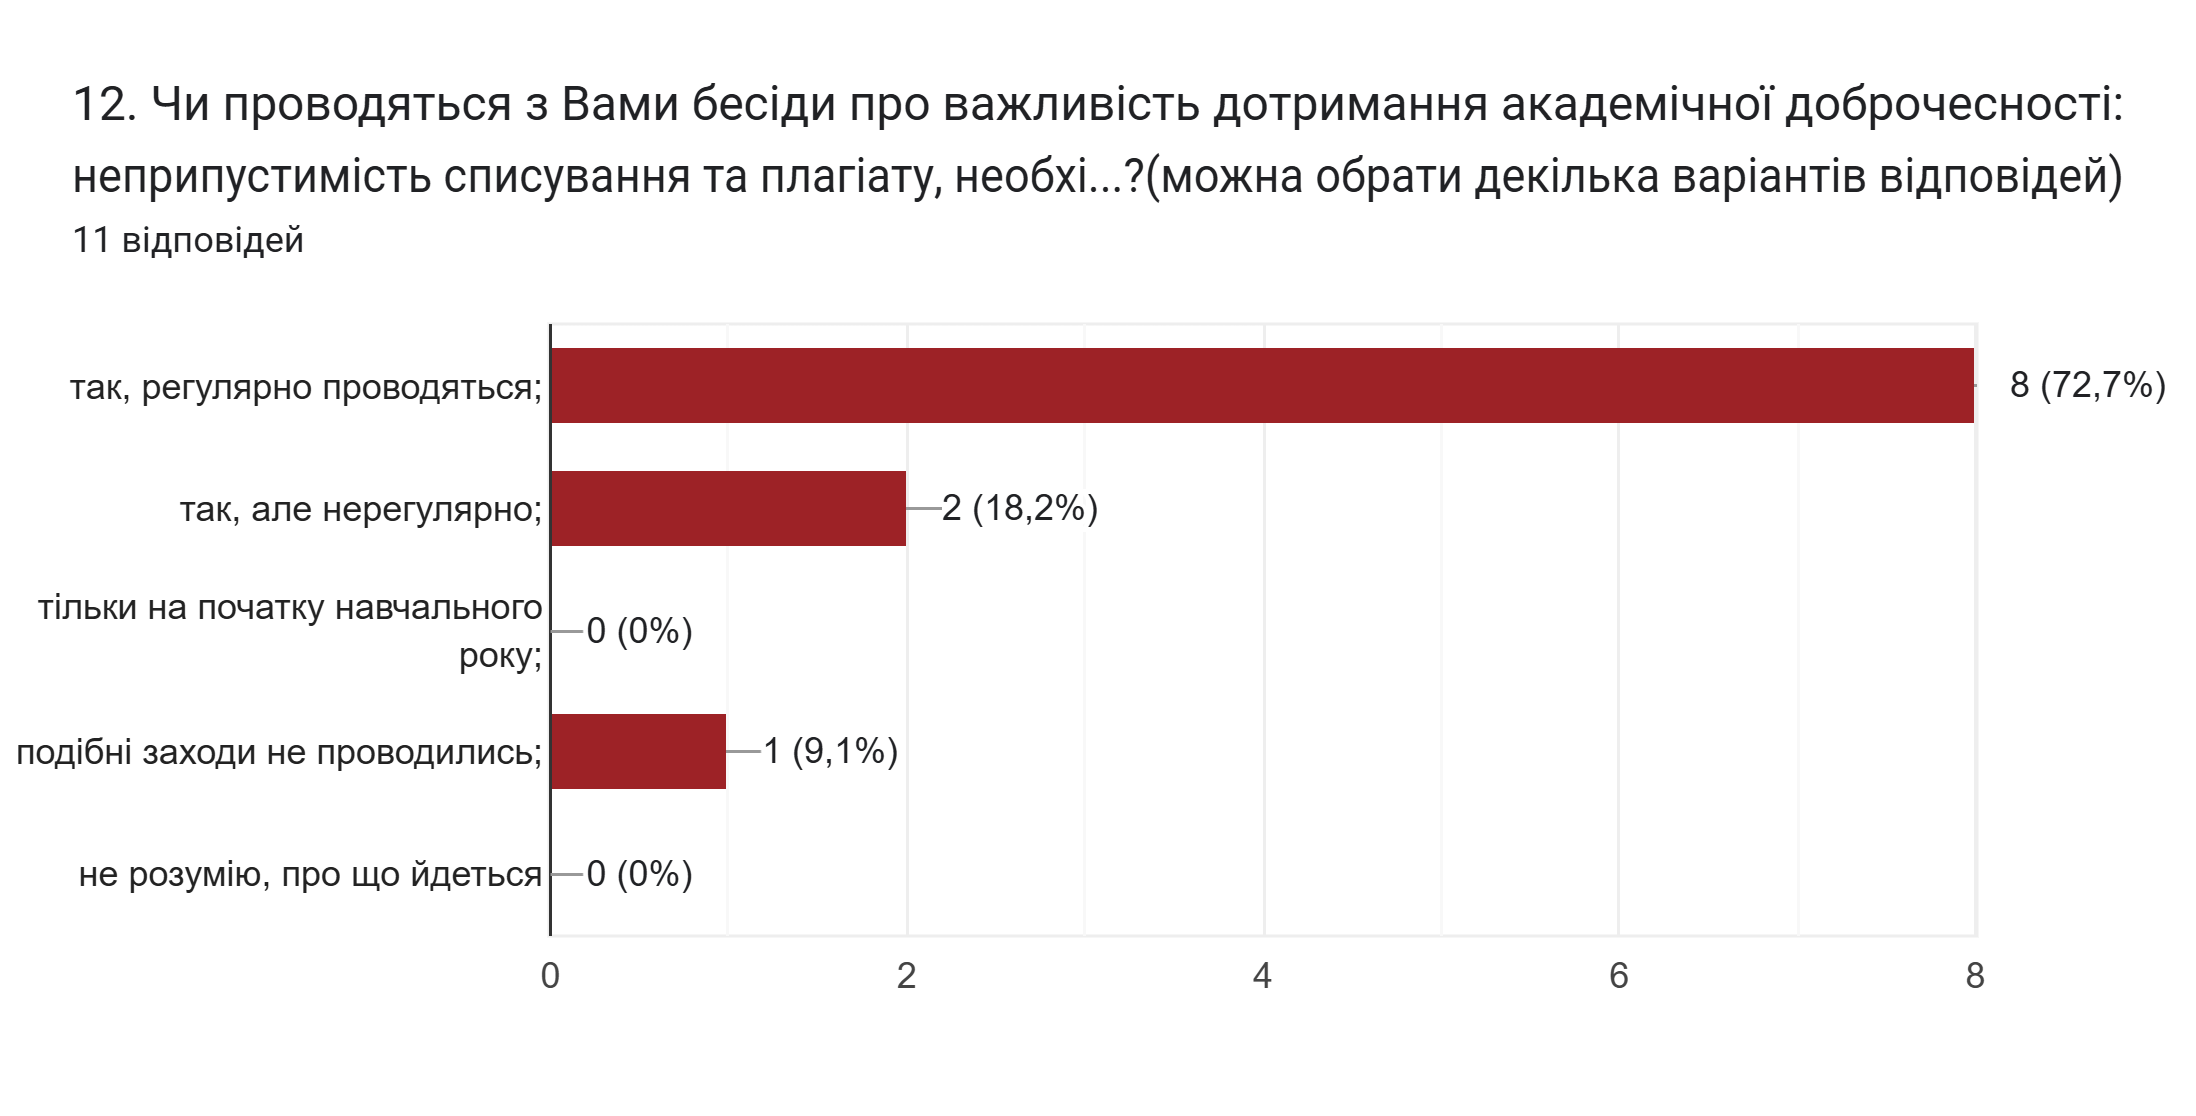 12. Чи проводяться з Вами бесіди про важливість дотримання академічної доброчесності:
неприпустимість списування та плагіату, необхі...?(можна обрати декілька варіантів відповідей)
11 відповідей
так, регулярно проводяться;
8 (72,7%)
так, але нерегулярно;
2 (18,2%)
тільки на початку навчального
року;
0 (0%)
подібні заходи не проводились;
1 (9,1%)
не розумію, про що йдеться
0 (0%)
0 2 4 6 8